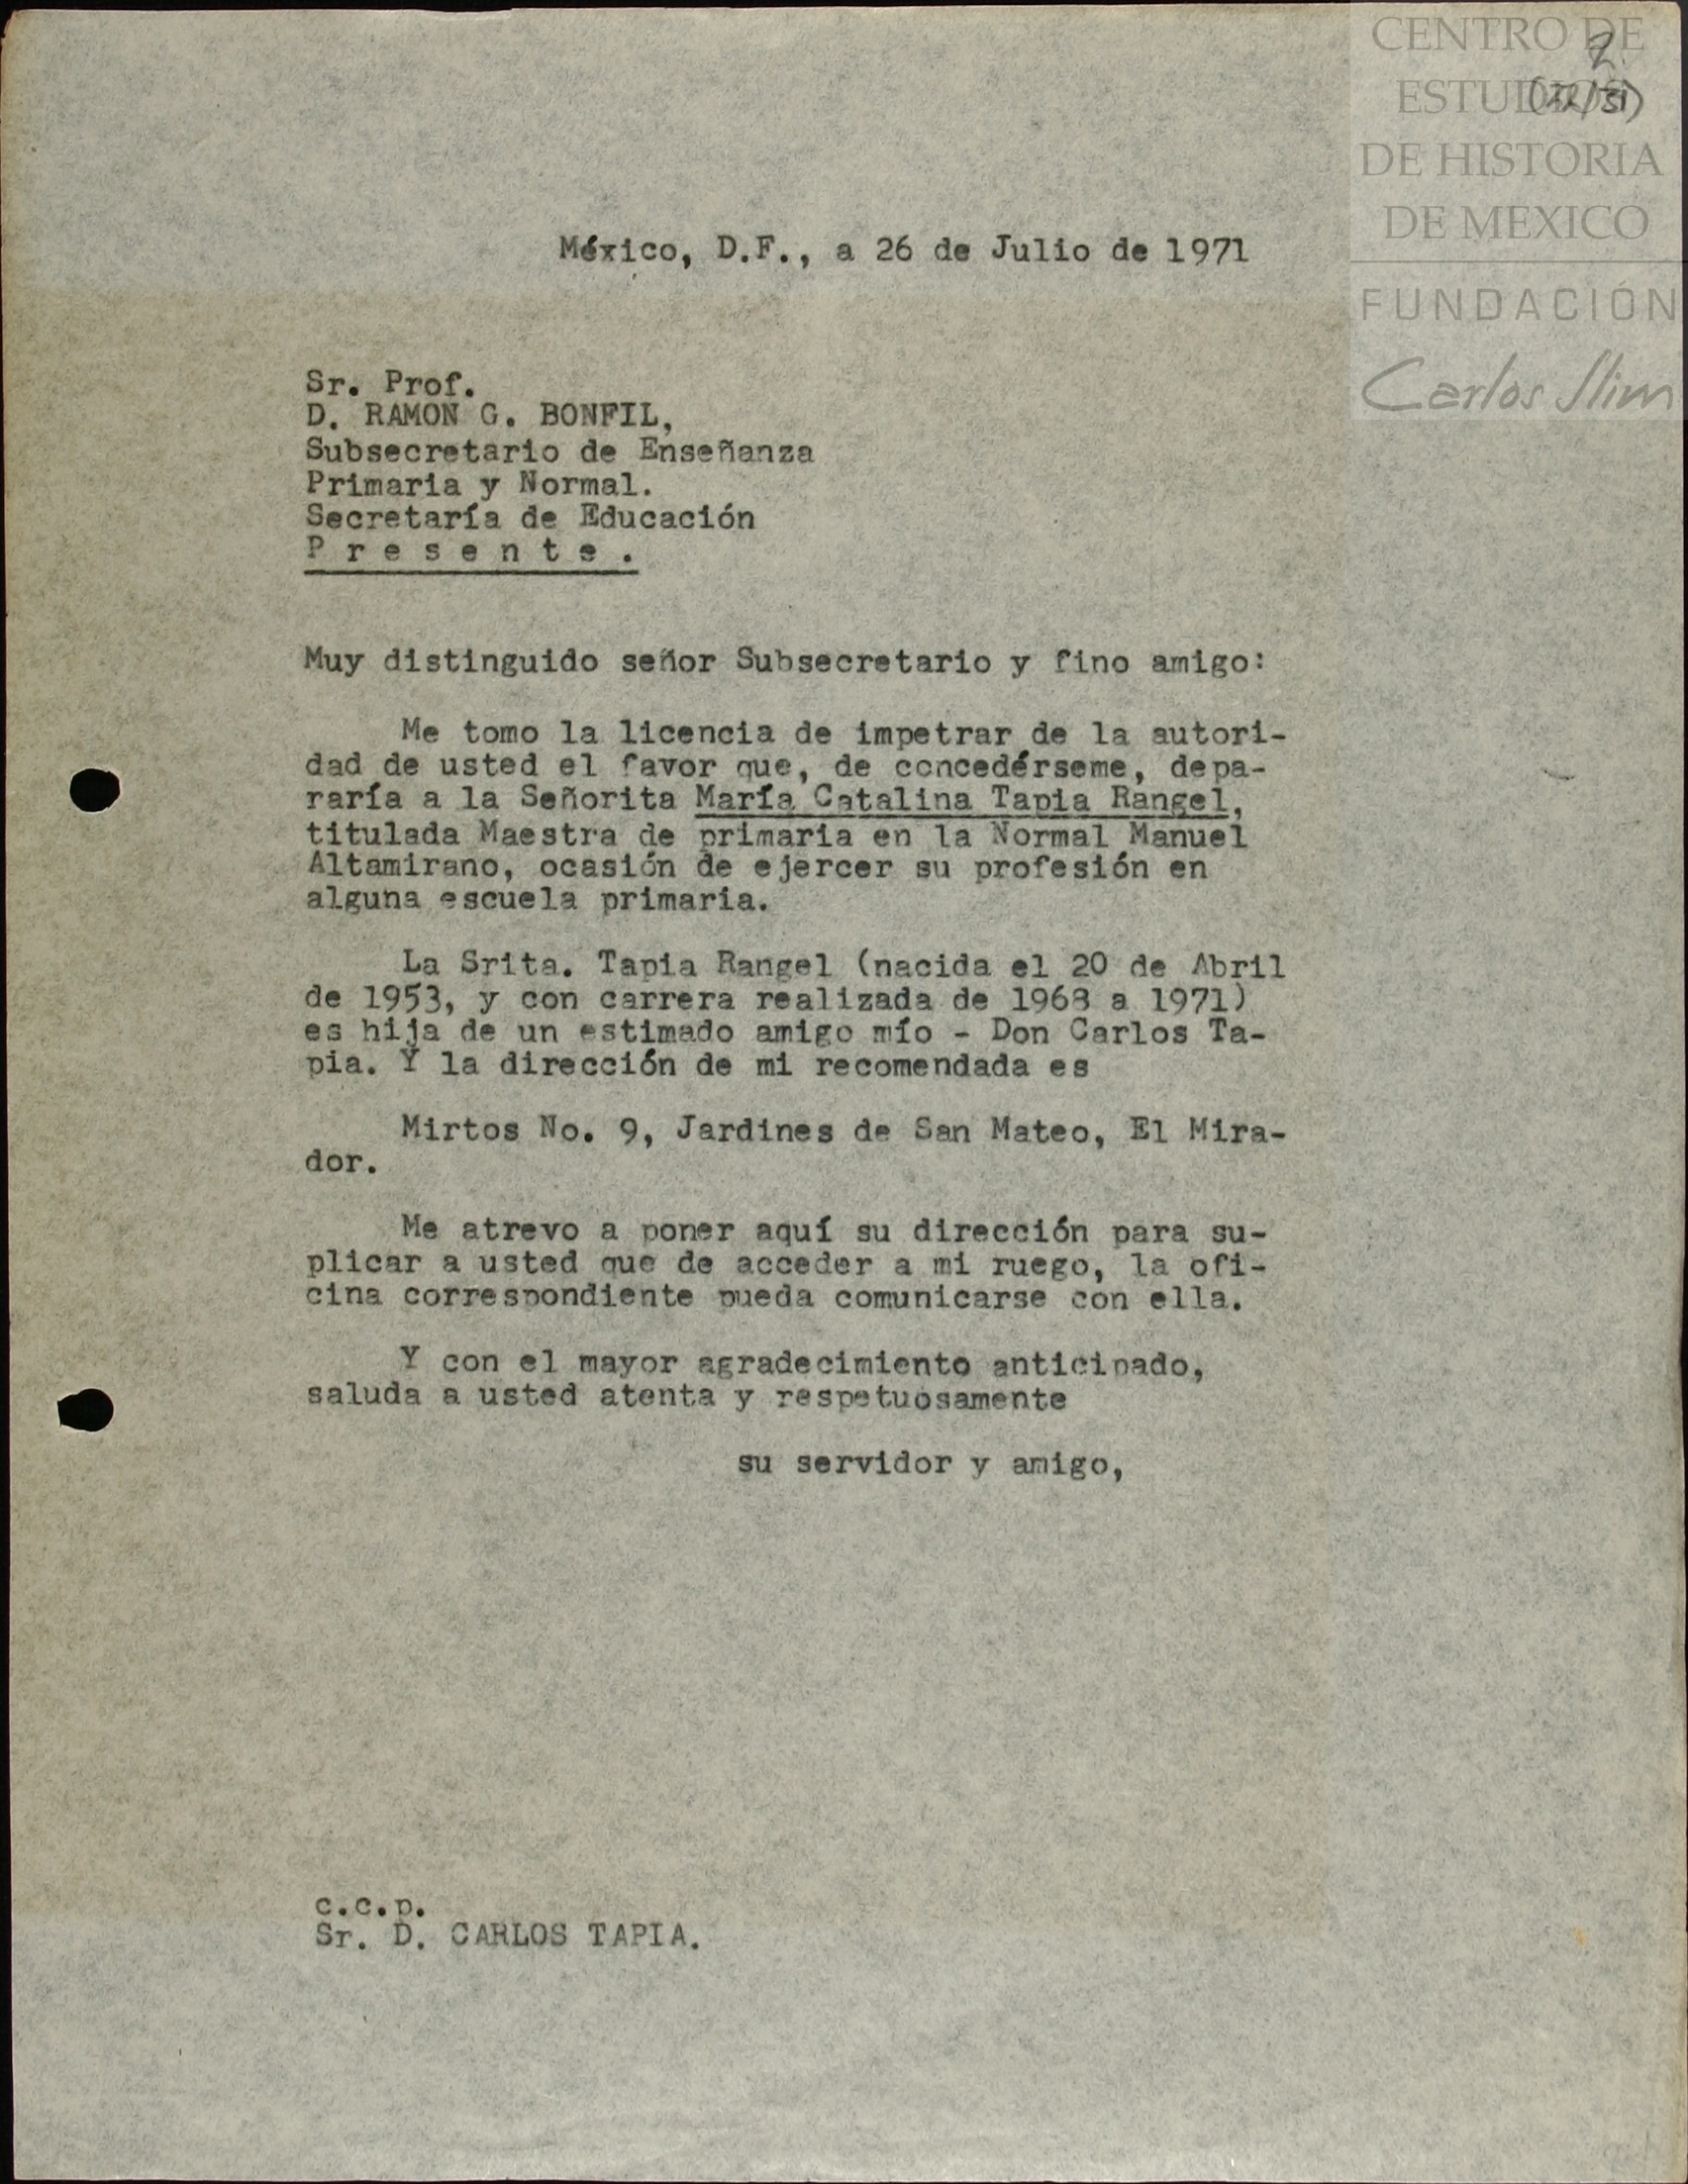 CENTRO DE
ESTUDIOS
DE HISTORIA
DE MEXICO
FUNDACIÓN
Carlos Slim
2
México, D.F., a 26 de Julio de 1971
Sr. Prof.
D. RAMON G. BONFIL,
Subsecretario de Enseñanza
Primaria y Normal.
Secretaría de Educación
P r e s e n t e .
Muy distinguido señor Subsecretario y fino amigo:
Me tomo la licencia de impetrar de la autori-
dad de usted el favor que, de concedérseme, depa-
raría a la Señorita María Catalina Tapia Rangel,
titulada Maestra de primaria en la Normal Manuel
Altamirano, ocasión de ejercer su profesión en
alguna escuela primaria.
La Srita. Tapia Rangel (nacida el 20 de Abril
de 1953, y con carrera realizada de 1968 a 1971)
es hija de un estimado amigo mío - Don Carlos Ta-
pia. Y la dirección de mi recomendada es
Mirtos No. 9, Jardines de San Mateo, El Mira-
dor.
Me atrevo a poner aquí su dirección para su-
plicar a usted que de acceder a mi ruego, la ofi-
cina correspondiente pueda comunicarse con ella.
Y con el mayor agradecimiento anticipado,
saluda a usted atenta y respetuosamente
su servidor y amigo,
c.c.p.
Sr. D. CARLOS TAPIA.